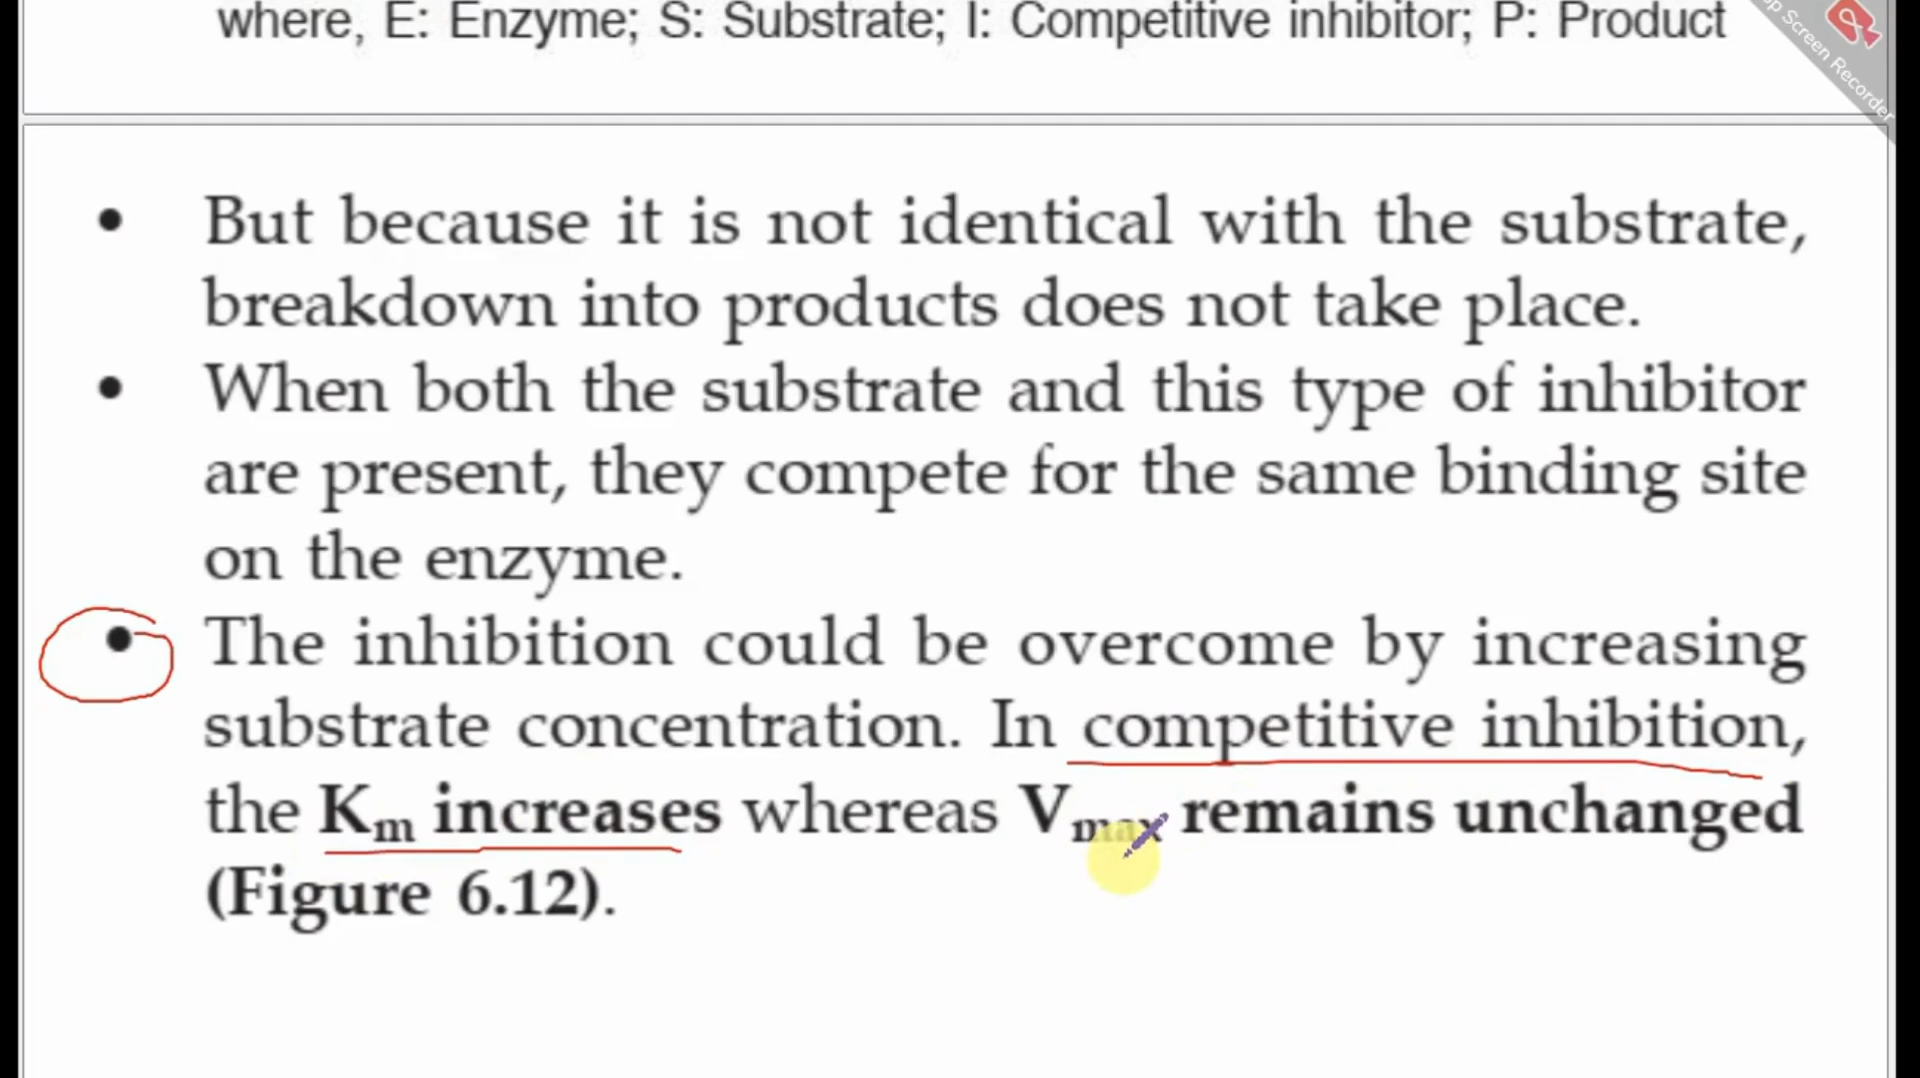 where, E: Enzyme; S: Substrate; I: Competitive inhibitor; P: Product
Screen Recorder
• But because it is not identical with the substrate,
breakdown into products does not take place.
• When both the substrate and this type of inhibitor
are present, they compete for the same binding site
on the enzyme.
• The inhibition could be overcome by increasing
substrate concentration. In competitive inhibition,
the Km increases whereas Vmax remains unchanged
(Figure 6.12).